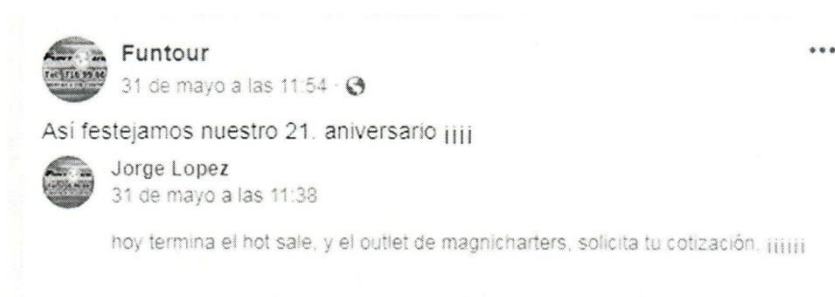 Funtour
31 de mayo a las 11:54 ·
Así festejamos nuestro 21. aniversario ¡¡¡¡
Jorge Lopez
31 de mayo a las 11:38
hoy termina el hot sale, y el outlet de magnicharters, solicita tu cotización. ¡¡¡¡¡¡